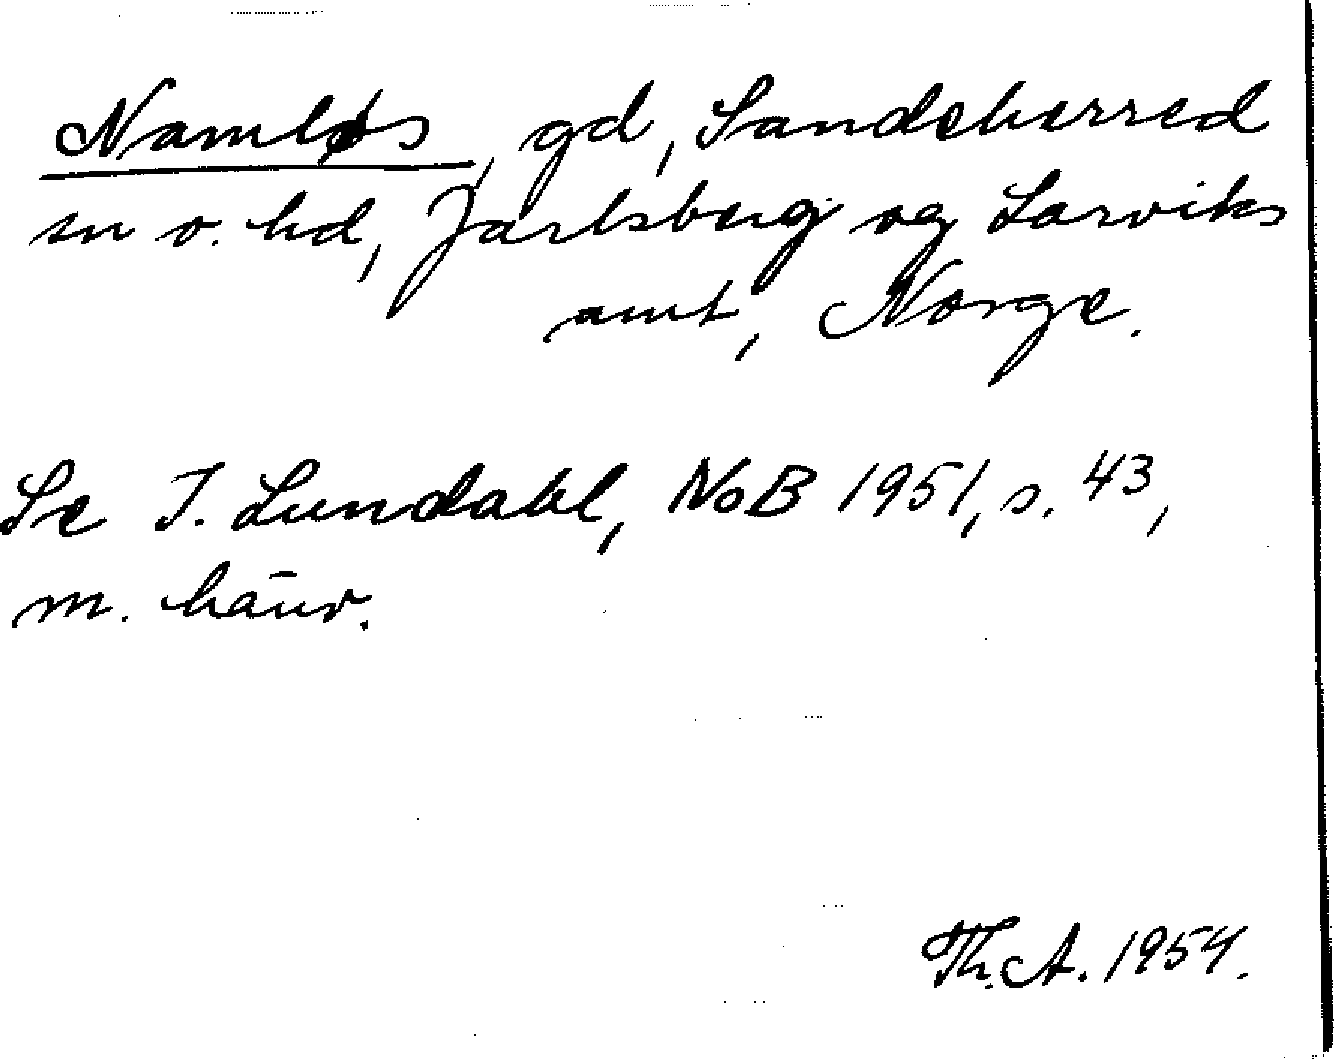 Namløs, gd, Sandeherred
sn o. hd, Jarlsberg og Larviks
amt, Norge.
Se I. Lundahl, NoB 1951, s. 43,
m. hänv.
Th. A. 1954.